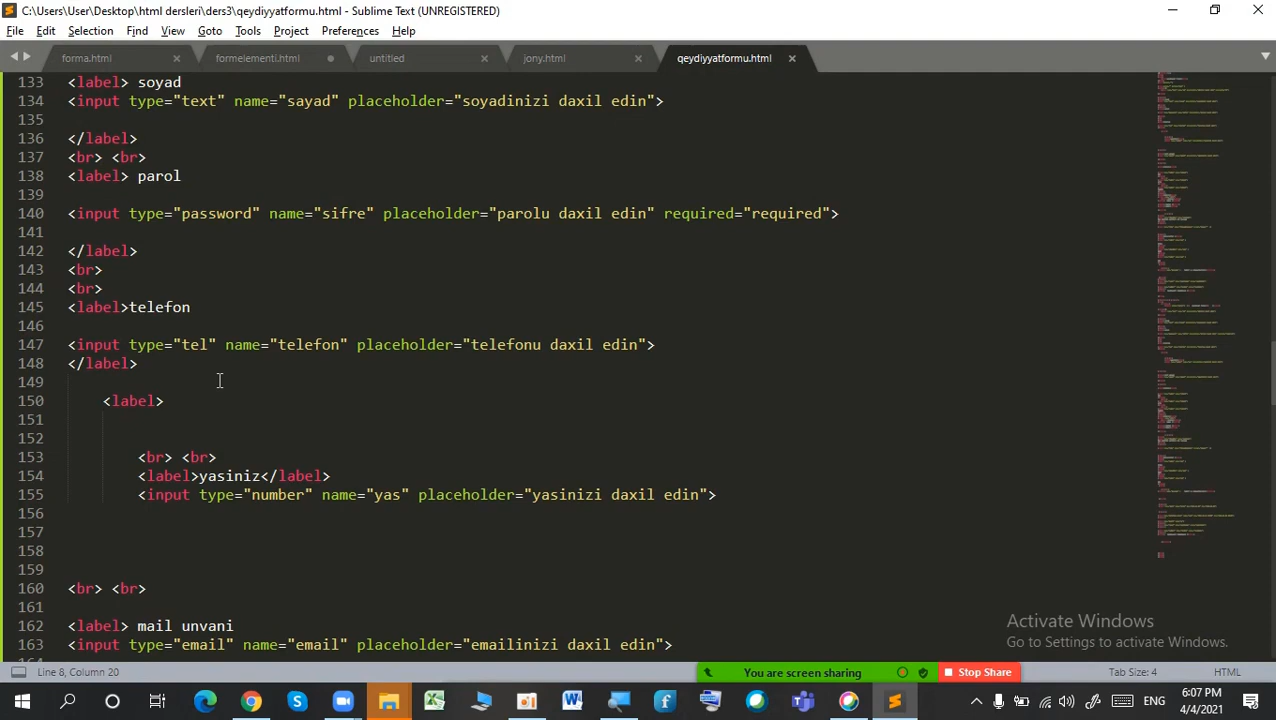 C:\Users\User\Desktop\html dersleri\ders3\qeydiyyatformu.html - Sublime Text (UNREGISTERED)
File Edit Selection Find View Goto Tools Project Preferences Help
forma.html formelementi.html untitled jony.html qeydiyyatformu.html
133 <label> soyad
134 <input type="text" name="sayad" placeholder="soyadinizi daxil edin">
135
136 </label>
137 <br> <br>
138 <label> parol
139
140 <input type="password" name="sifre" placeholder="parolu daxil edin" required="required">
141
142 </label>
143 <br>
144 <br>
145 <label>telefon
146
147 <input type="tel" name="telefon" placeholder="telefonu daxil edin">
148 </label>
149
150 <label>
151
152
153 <br> <br>
154 <label>yasiniz</label>
155 <input type="number" name="yas" placeholder="yasinizi daxil edin">
156
157
158
159
160 <br> <br>
161
162 <label> mail unvani
163 <input type="email" name="email" placeholder="emailinizi daxil edin">
Activate Windows
Go to Settings to activate Windows.
Line 8, Column 20
You are screen sharing
Stop Share
Tab Size: 4
HTML
ENG
6:07 PM
4/4/2021